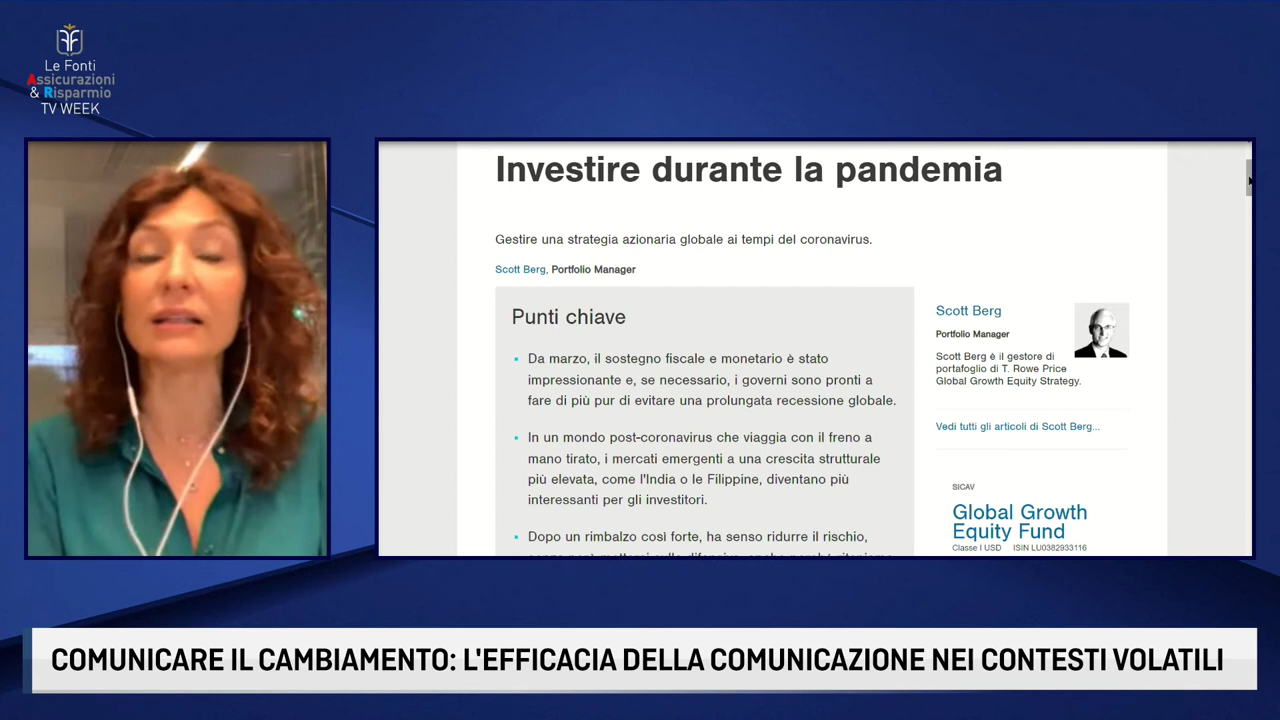 Le Fonti
Assicurazioni
& Risparmio
TV WEEK
Investire durante la pandemia
Gestire una strategia azionaria globale ai tempi del coronavirus.
Scott Berg, Portfolio Manager
Punti chiave
Da marzo, il sostegno fiscale e monetario è stato
impressionante e, se necessario, i governi sono pronti a
fare di più pur di evitare una prolungata recessione globale.
In un mondo post-coronavirus che viaggia con il freno a
mano tirato, i mercati emergenti a una crescita strutturale
più elevata, come l'India o le Filippine, diventano più
interessanti per gli investitori.
Dopo un rimbalzo così forte, ha senso ridurre il rischio,
Scott Berg
Portfolio Manager
Scott Berg è il gestore di
portafoglio di T. Rowe Price
Global Growth Equity Strategy.
Vedi tutti gli articoli di Scott Berg...
SICAV
Global Growth
Equity Fund
Classe I USD ISIN LU0382933116
COMUNICARE IL CAMBIAMENTO: L'EFFICACIA DELLA COMUNICAZIONE NEI CONTESTI VOLATILI